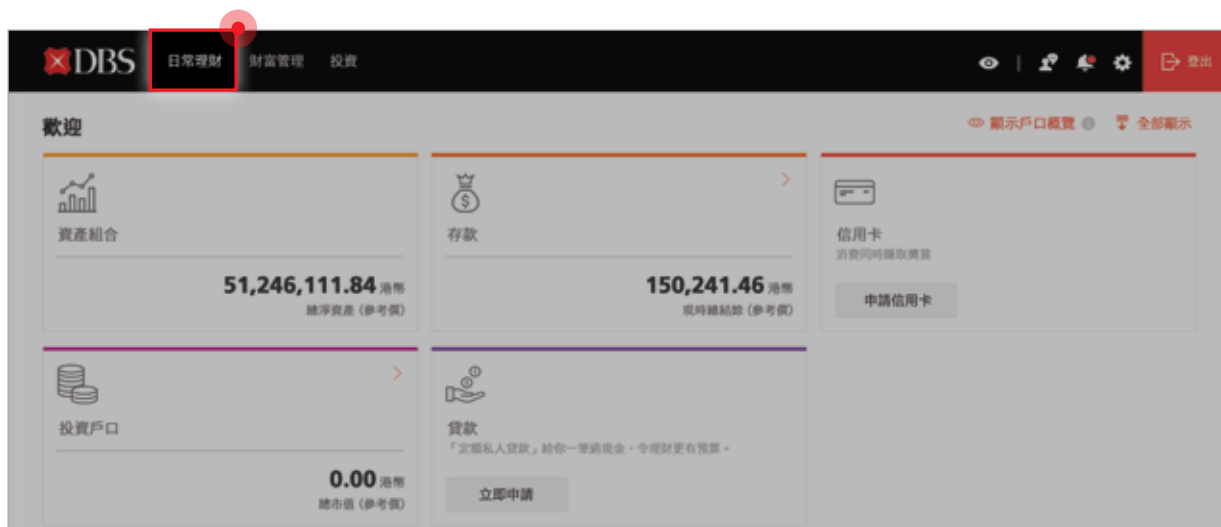 DBS
日常理財
財富管理
投資
登出
歡迎
顯示戶口概覽
全部顯示
資產組合
51,246,111.84 港幣
總淨資產 (參考價)
存款
150,241.46 港幣
現時總結餘 (參考價)
信用卡
消費同時賺取獎賞
申請信用卡
投資戶口
0.00 港幣
總市值 (參考價)
貸款
「定額私人貸款」給你一筆過現金，令理財更有預算。
立即申請